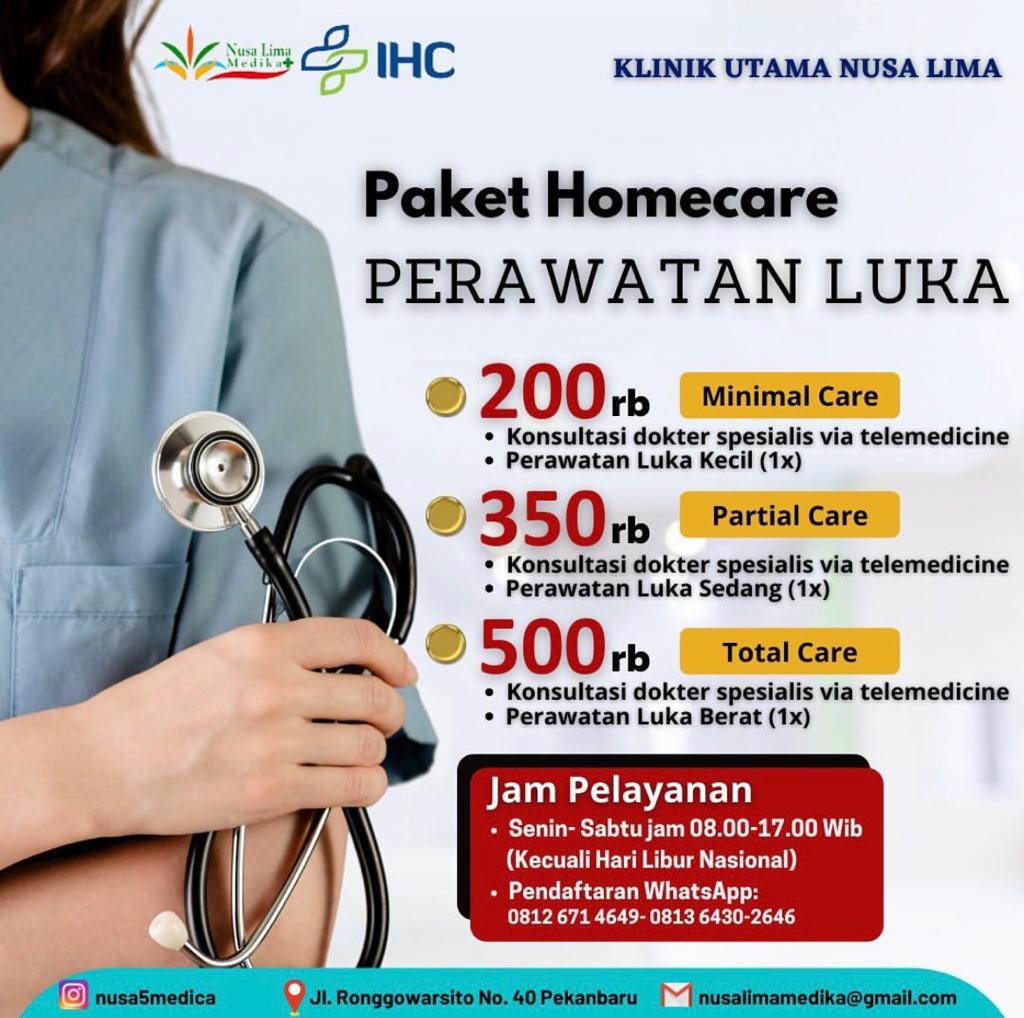 Nusa Lima
Medika
IHC
KLINIK UTAMA NUSA LIMA
Paket Homecare
PERAWATAN LUKA
200rb Minimal Care
• Konsultasi dokter spesialis via telemedicine
• Perawatan Luka Kecil (1x)
350rb Partial Care
• Konsultasi dokter spesialis via telemedicine
• Perawatan Luka Sedang (1x)
500rb Total Care
• Konsultasi dokter spesialis via telemedicine
• Perawatan Luka Berat (1x)
Jam Pelayanan
• Senin- Sabtu jam 08.00-17.00 Wib
(Kecuali Hari Libur Nasional)
• Pendaftaran WhatsApp:
0812 671 4649- 0813 6430-2646
nusa5medica
Jl. Ronggowarsito No. 40 Pekanbaru
nusalimamedika@gmail.com